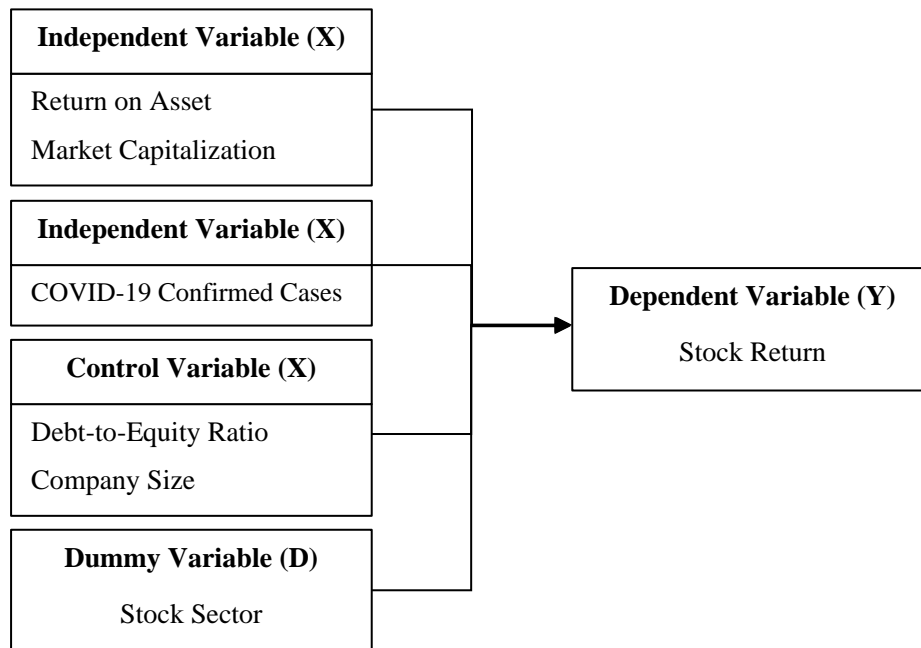 Independent Variable (X)
Return on Asset
Market Capitalization
Independent Variable (X)
COVID-19 Confirmed Cases
Control Variable (X)
Debt-to-Equity Ratio
Company Size
Dummy Variable (D)
Stock Sector
Dependent Variable (Y)
Stock Return